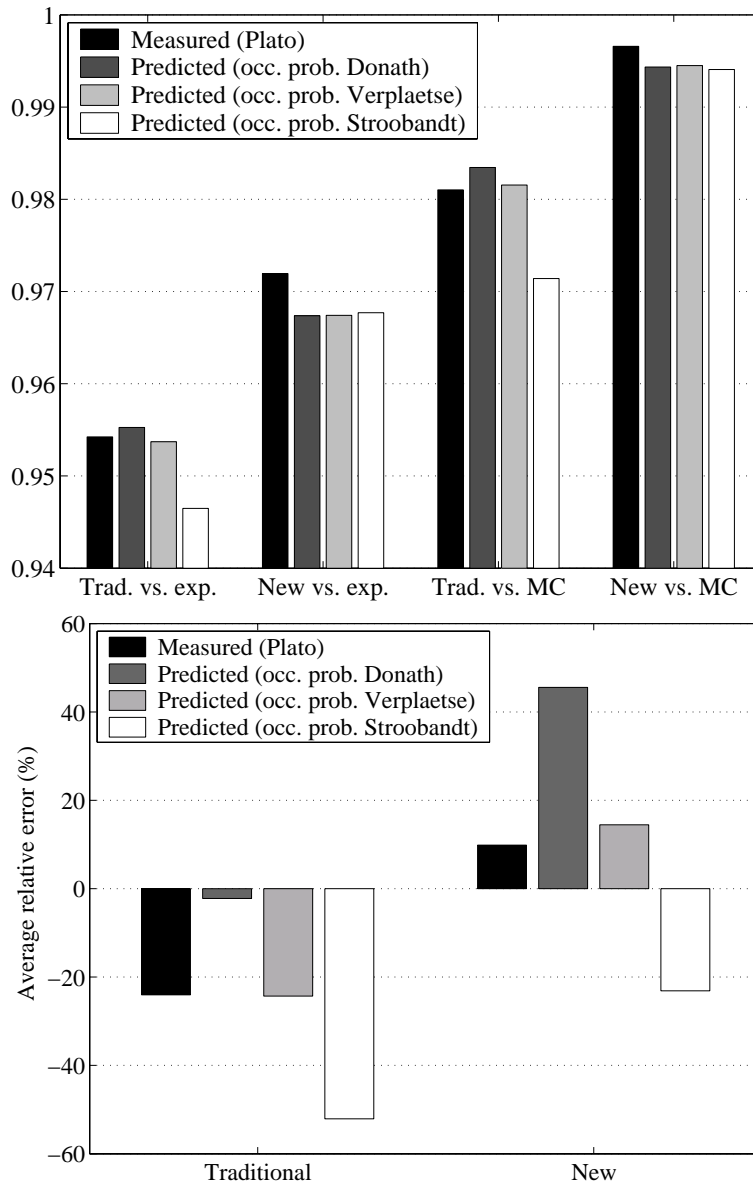 1
0.99
0.98
0.97
0.96
0.95
0.94
Measured (Plato)
Predicted (occ. prob. Donath)
Predicted (occ. prob. Verplaetse)
Predicted (occ. prob. Stroobandt)
Trad. vs. exp.
New vs. exp.
Trad. vs. MC
New vs. MC
60
40
20
0
−20
−40
−60
Average relative error (%)
Measured (Plato)
Predicted (occ. prob. Donath)
Predicted (occ. prob. Verplaetse)
Predicted (occ. prob. Stroobandt)
Traditional
New